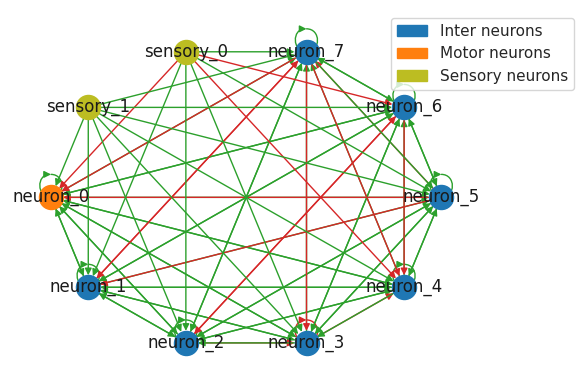 Inter neurons
Motor neurons
Sensory neurons
sensory_0
neuron_7
sensory_1
neuron_6
neuron_0
neuron_5
neuron_1
neuron_4
neuron_2
neuron_3